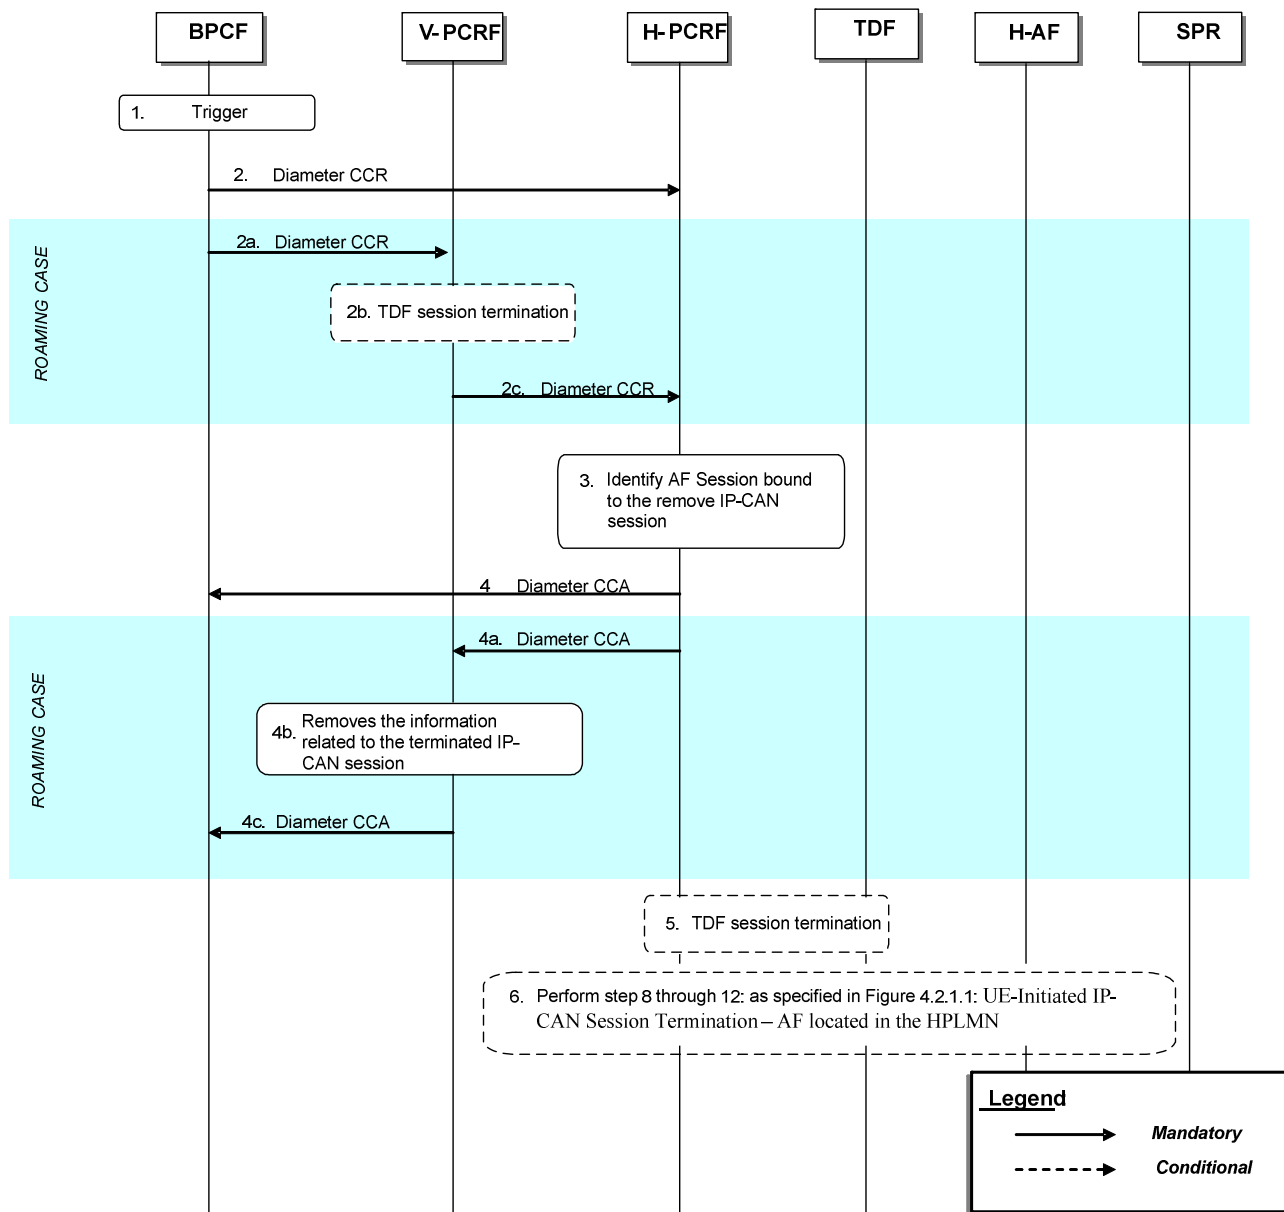 BPCF
V-PCRF
H-PCRF
TDF
H-AF
SPR
1. Trigger
2. Diameter CCR
ROAMING CASE
2a. Diameter CCR
2b. TDF session termination
2c. Diameter CCR
3. Identify AF Session bound
to the remove IP-CAN
session
4 Diameter CCA
ROAMING CASE
4a. Diameter CCA
4b. Removes the information
related to the terminated IP-
CAN session
4c. Diameter CCA
5. TDF session termination
6. Perform step 8 through 12: as specified in Figure 4.2.1.1: UE-Initiated IP-
CAN Session Termination – AF located in the HPLMN
Legend
Mandatory
Conditional